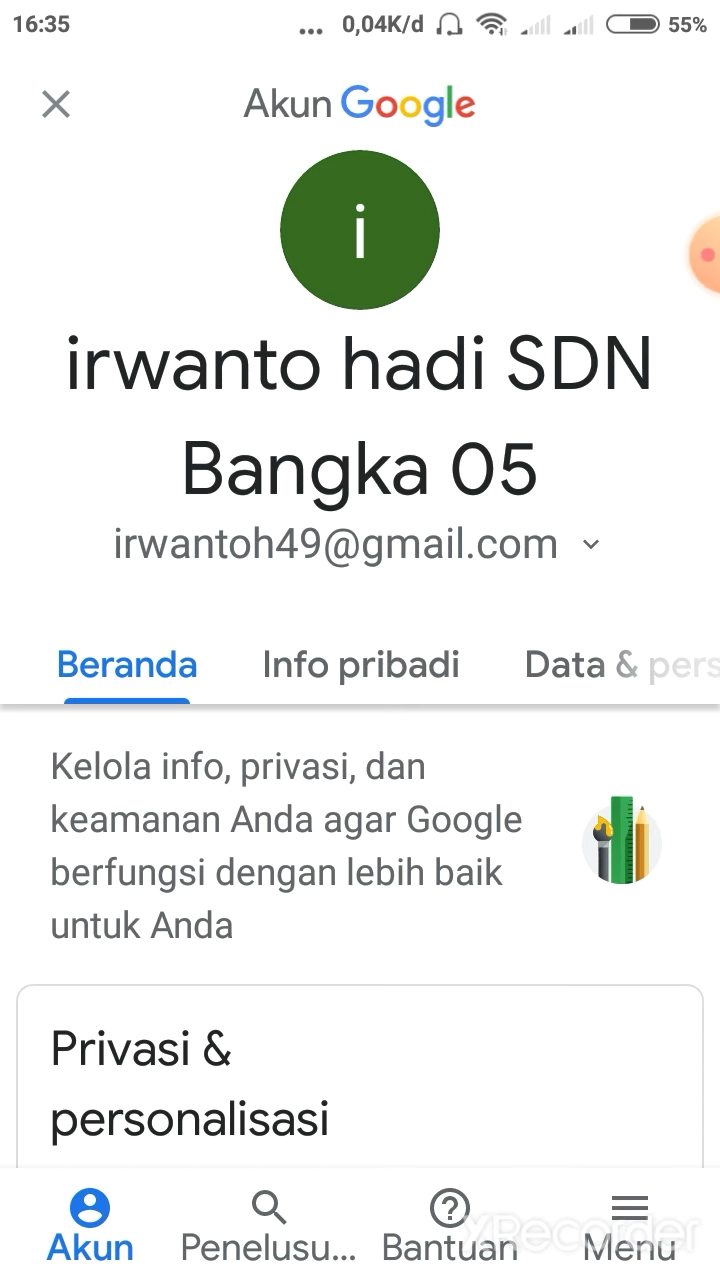 16:35 ... 0,04K/d 55%
Akun Google
i
irwanto hadi SDN
Bangka 05
irwantoh49@gmail.com
Beranda Info pribadi Data & pers
Kelola info, privasi, dan
keamanan Anda agar Google
berfungsi dengan lebih baik
untuk Anda
Privasi &
personalisasi
Akun Penelusu... Bantuan Menu
XRecorder